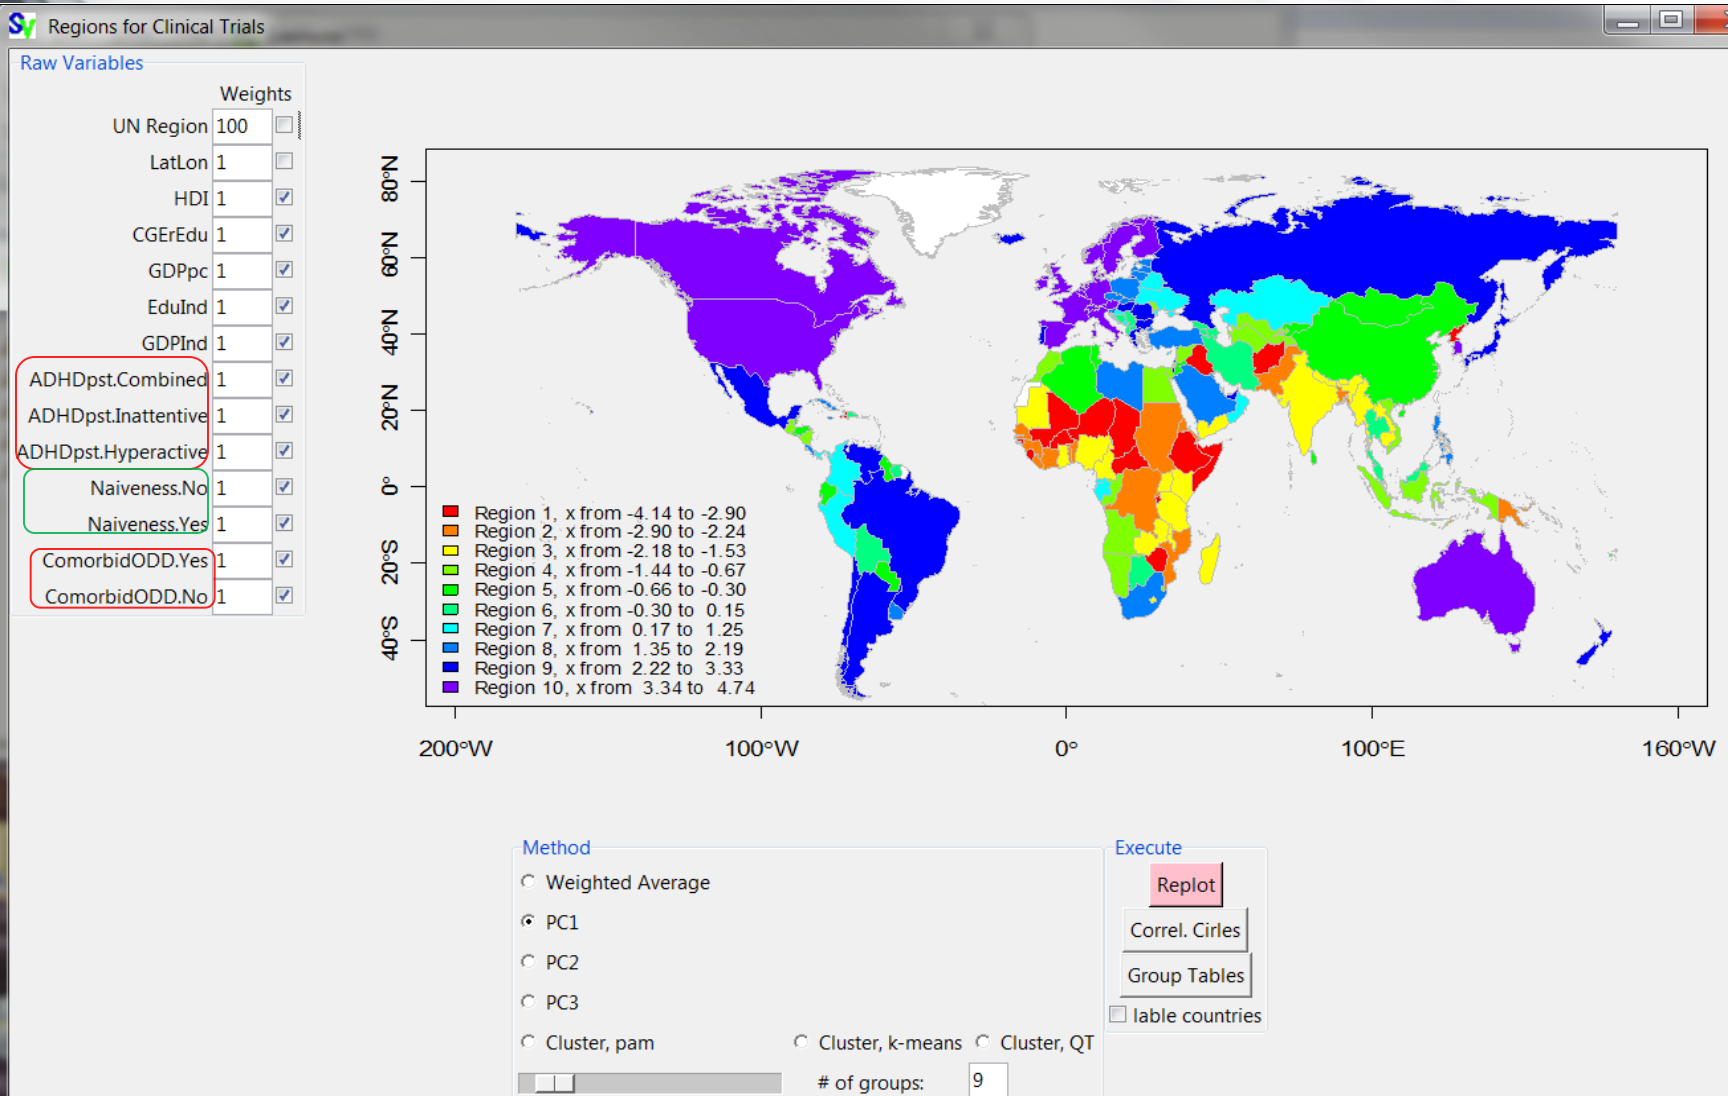 Regions for Clinical Trials
Raw Variables
Weights
UN Region 100
LatLon 1
HDI 1
CGErEdu 1
GDPpc 1
EduInd 1
GDPInd 1
ADHDpst.Combined 1
ADHDpst.Inattentive 1
ADHDpst.Hyperactive 1
Naiveness.No 1
Naiveness.Yes 1
ComorbidODD.Yes 1
ComorbidODD.No 1
80°N
60°N
40°N
20°N
0°
20°S
40°S
Region 1, x from -4.14 to -2.90
Region 2, x from -2.90 to -2.24
Region 3, x from -2.18 to -1.53
Region 4, x from -1.44 to -0.67
Region 5, x from -0.66 to -0.30
Region 6, x from -0.30 to 0.15
Region 7, x from 0.17 to 1.25
Region 8, x from 1.35 to 2.19
Region 9, x from 2.22 to 3.33
Region 10, x from 3.34 to 4.74
200°W 100°W 0° 100°E 160°W
Method
Weighted Average
PC1
PC2
PC3
Cluster, pam Cluster, k-means Cluster, QT
# of groups: 9
Execute
Replot
Correl. Cirles
Group Tables
lable countries